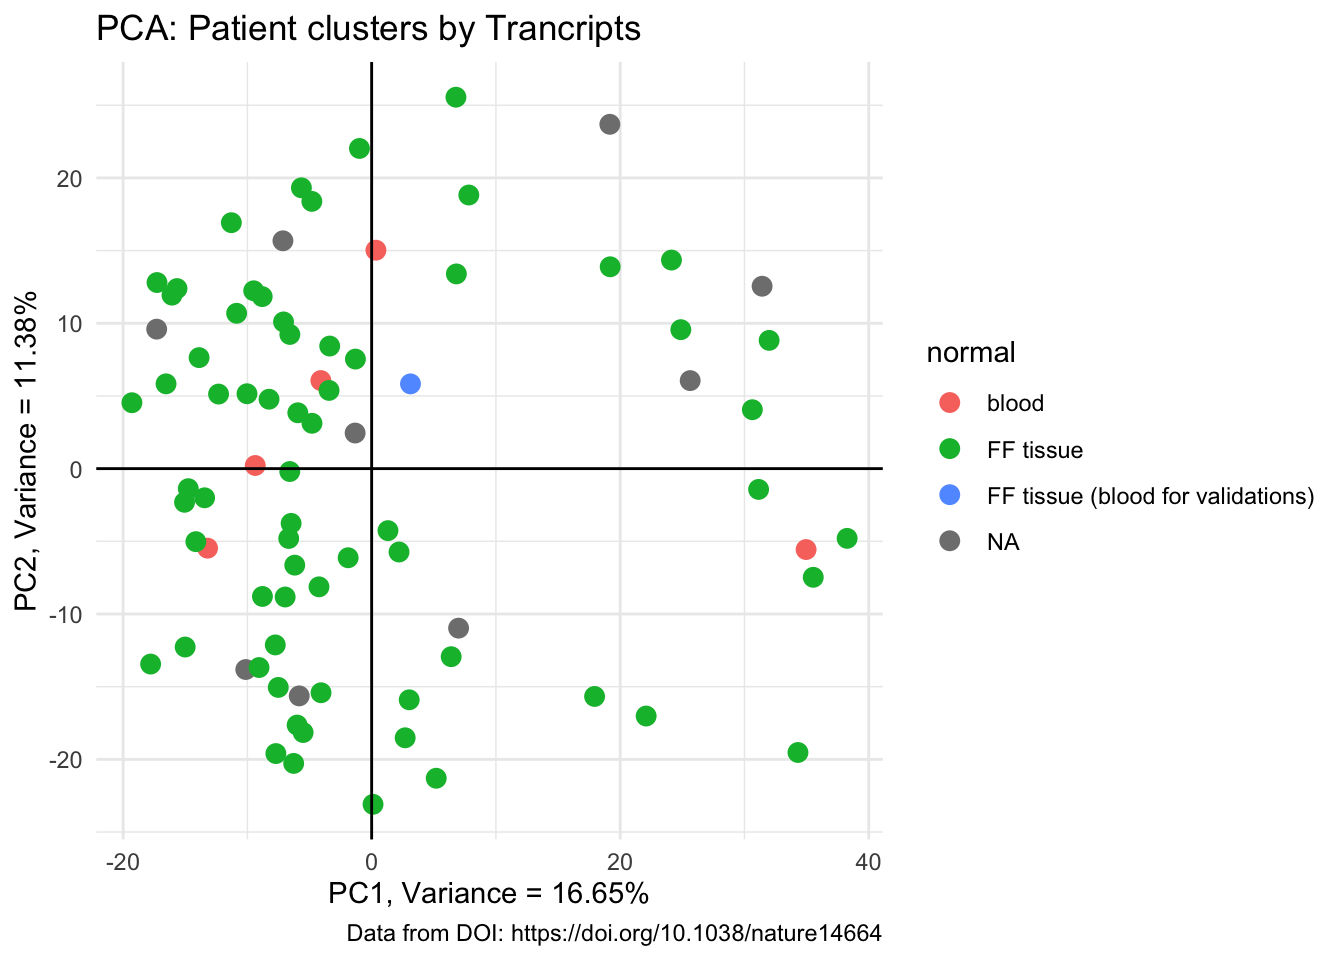 PCA: Patient clusters by Trancripts
PC2, Variance = 11.38%
20
10
0
-10
-20
-20
0
20
40
PC1, Variance = 16.65%
Data from DOI: https://doi.org/10.1038/nature14664
normal
blood
FF tissue
FF tissue (blood for validations)
NA